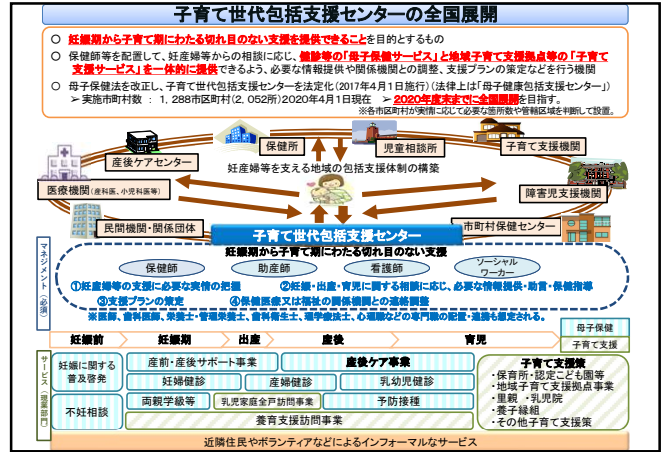 子育て世代包括支援センターの全国展開
○ 妊娠期から子育て期にわたる切れ目のない支援を提供できることを目的とするもの
○ 保健師等を配置して、妊産婦等からの相談に応じ、健診等の「母子保健サービス」と地域子育て支援拠点等の「子育て
支援サービス」を一体的に提供できるよう、必要な情報提供や関係機関との調整、支援プランの策定などを行う機関
○ 母子保健法を改正し、子育て世代包括支援センターを法定化(2017年4月1日施行)(法律上は「母子健康包括支援センター」)
➢ 実施市町村数 : 1,288市区町村(2,052所)2020年4月1日現在 ➢ 2020年度末までに全国展開を目指す。
※各市区町村が実情に応じて必要な箇所数や管轄区域を判断して設置。
保健所
児童相談所
子育て支援機関
産後ケアセンター
妊産婦等を支える地域の包括支援体制の構築
医療機関(産科医、小児科医等)
障害児支援機関
民間機関・関係団体
市町村保健センター
子育て世代包括支援センター
妊娠期から子育て期にわたる切れ目のない支援
マネジメント(必須)
保健師
助産師
看護師
ソーシャル
ワーカー
①妊産婦等の支援に必要な実情の把握 ②妊娠・出産・育児に関する相談に応じ、必要な情報提供・助言・保健指導
③支援プランの策定 ④保健医療又は福祉の関係機関との連絡調整
※医師、歯科医師、栄養士・管理栄養士、歯科衛生士、理学療法士、心理職などの専門職の配置・連携も想定される。
妊娠前
妊娠期
出産
産後
育児
母子保健
子育て支援
サービス(現業部門)
妊娠に関する
普及啓発
産前・産後サポート事業
産後ケア事業
妊婦健診
産婦健診
乳幼児健診
不妊相談
両親学級等
乳児家庭全戸訪問事業
予防接種
養育支援訪問事業
子育て支援策
・保育所・認定こども園等
・地域子育て支援拠点事業
・里親 ・乳児院
・養子縁組
・その他子育て支援策
近隣住民やボランティアなどによるインフォーマルなサービス